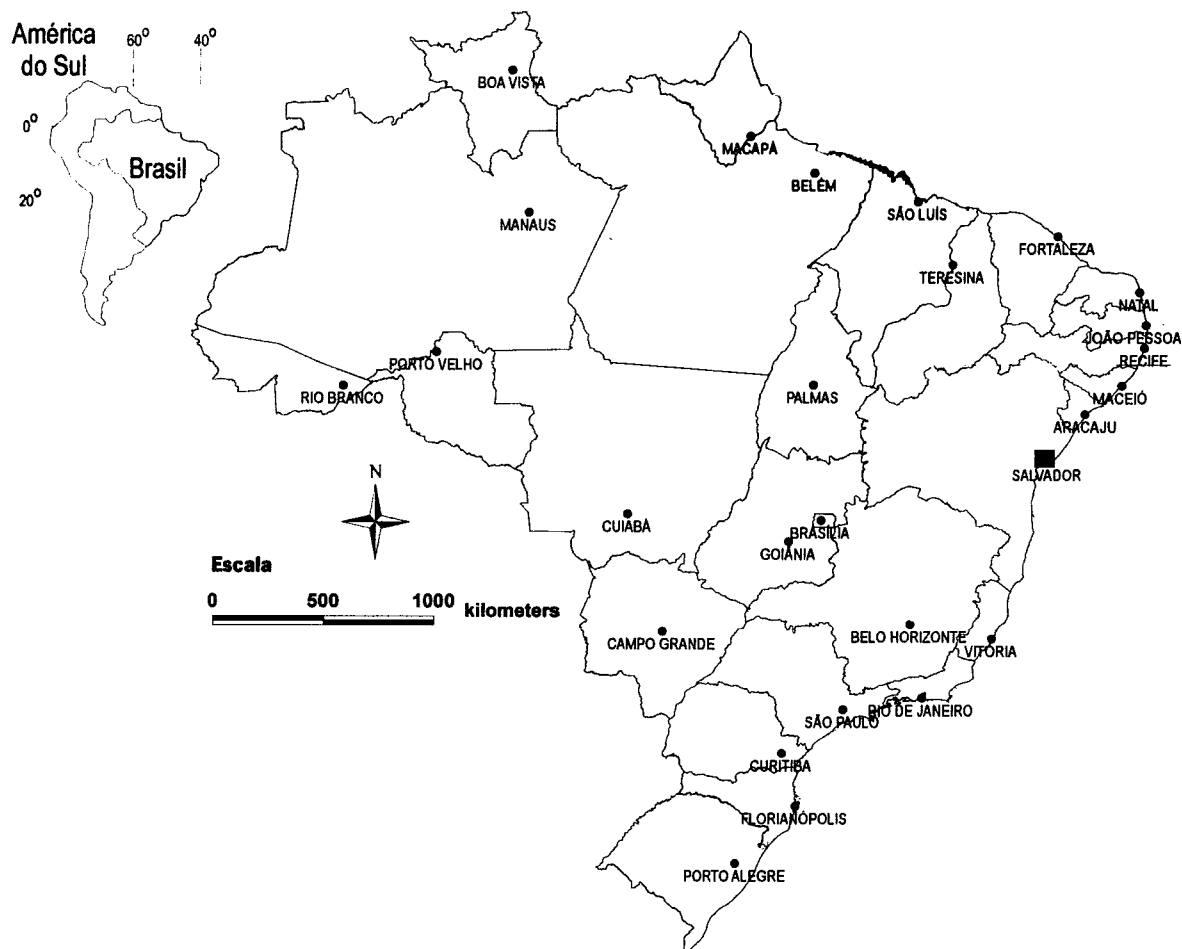 América
do Sul
60°
40°
0°
20°
Brasil
BOA VISTA
MACAPÁ
BELÉM
SÃO LUÍS
MANAUS
FORTALEZA
TERESINA
NATAL
JOÃO PESSOA
RECIFE
PORTO VELHO
RIO BRANCO
PALMAS
MACEIÓ
ARACAJU
SALVADOR
N
CUIABÁ
BRASÍLIA
GOIÂNIA
Escala
0 500 1000 kilometers
CAMPO GRANDE
BELO HORIZONTE
VITÓRIA
SÃO PAULO
RIO DE JANEIRO
CURITIBA
FLORIANÓPOLIS
PORTO ALEGRE